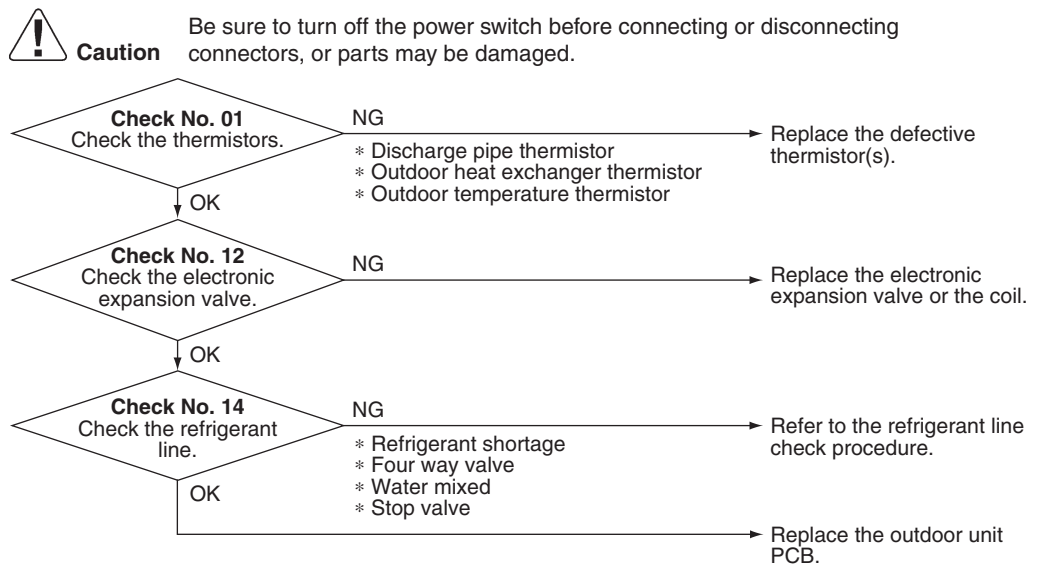 Be sure to turn off the power switch before connecting or disconnecting
Caution connectors, or parts may be damaged.
Check No. 01
Check the thermistors.
NG
∗ Discharge pipe thermistor
∗ Outdoor heat exchanger thermistor
∗ Outdoor temperature thermistor
Replace the defective
thermistor(s).
OK
Check No. 12
Check the electronic
expansion valve.
NG
Replace the electronic
expansion valve or the coil.
OK
Check No. 14
Check the refrigerant
line.
NG
∗ Refrigerant shortage
∗ Four way valve
∗ Water mixed
∗ Stop valve
Refer to the refrigerant line
check procedure.
OK
Replace the outdoor unit
PCB.